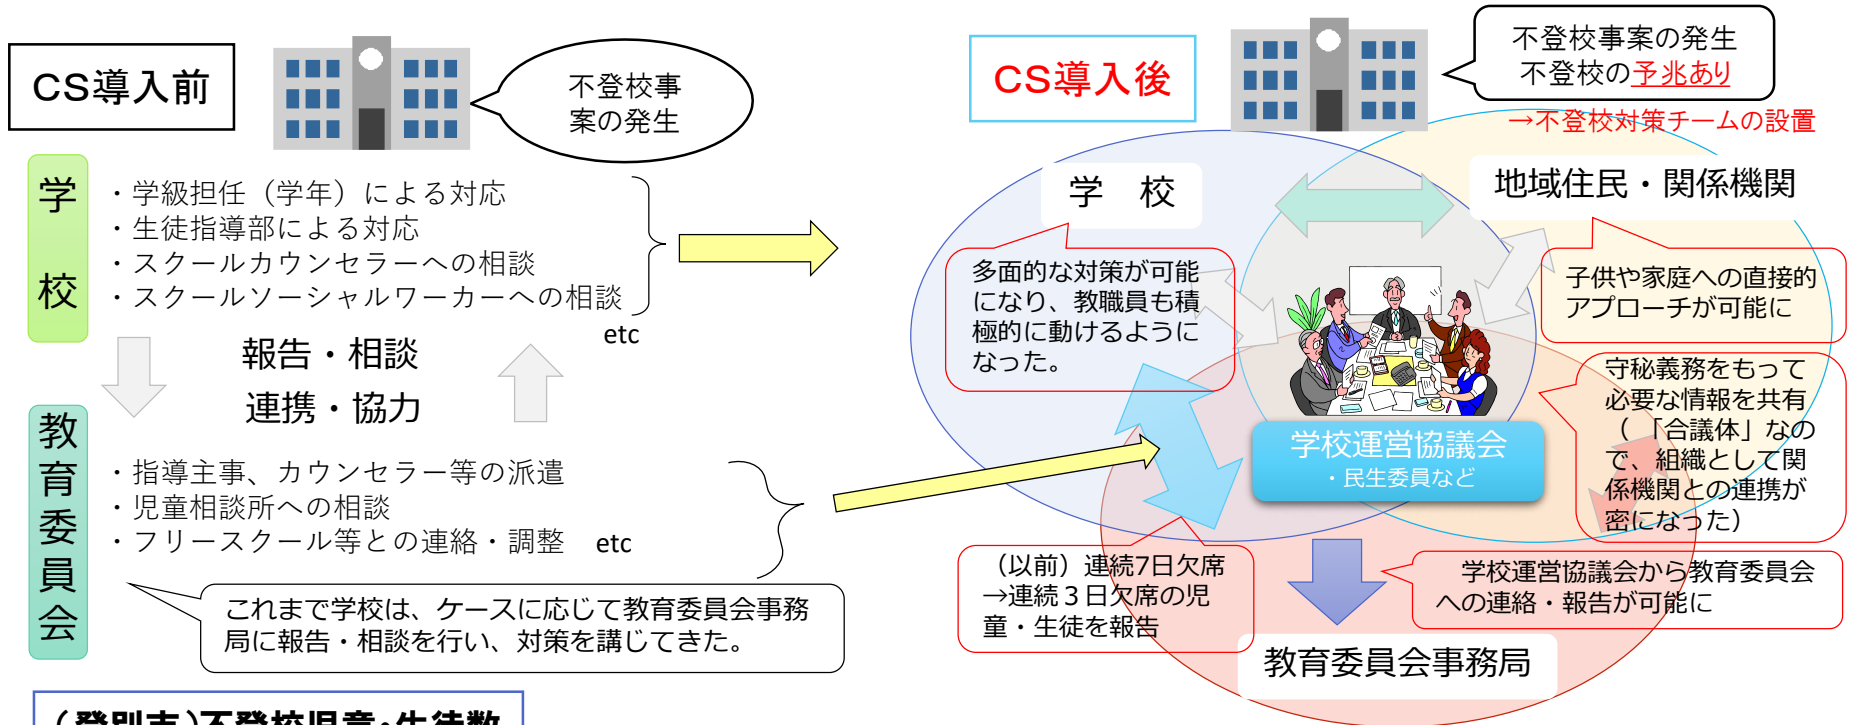 CS導入前
不登校事
案の発生
学校
・学級担任（学年）による対応
・生徒指導部による対応
・スクールカウンセラーへの相談
・スクールソーシャルワーカーへの相談
etc
報告・相談
連携・協力
教育委員会
・指導主事、カウンセラー等の派遣
・児童相談所への相談
・フリースクール等との連絡・調整　etc
これまで学校は、ケースに応じて教育委員会事務
局に報告・相談を行い、対策を講じてきた。
（登別市）不登校児童・生徒数
CS導入後
不登校事案の発生
不登校の予兆あり
→不登校対策チームの設置
学　校
地域住民・関係機関
多面的な対策が可能
になり、教職員も積
極的に動けるように
なった。
子供や家庭への直接的
アプローチが可能に
守秘義務をもって
必要な情報を共有
（「合議体」なの
で、組織として関
係機関との連携が
密になった）
学校運営協議会
・民生委員など
（以前）連続7日欠席
→連続３日欠席の児
童・生徒を報告
学校運営協議会から教育委員会
への連絡・報告が可能に
教育委員会事務局